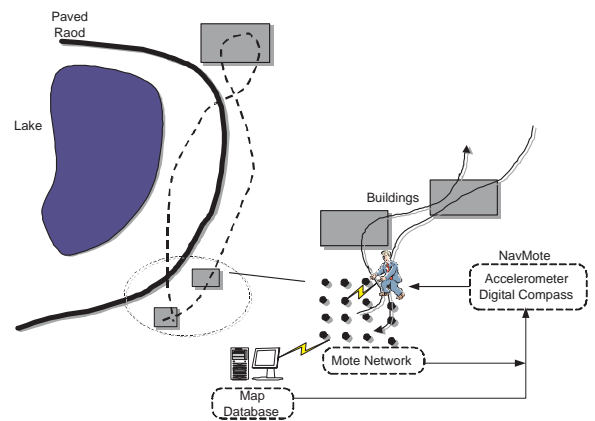 Paved
Raod
Lake
Buildings
NavMote
Accelerometer
Digital Compass
Mote Network
Map
Database